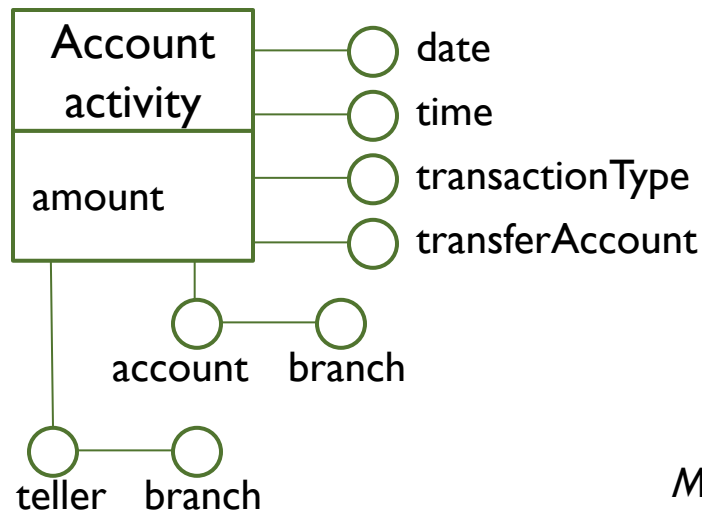 Account
activity
amount
date
time
transactionType
transferAccount
account branch
teller branch
M